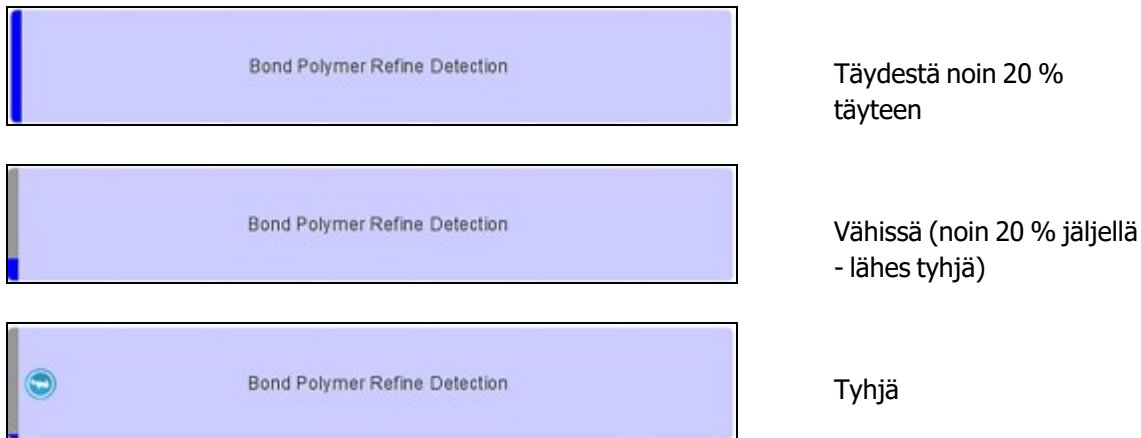 Bond Polymer Refine Detection
Täydestä noin 20 %
täyteen
Bond Polymer Refine Detection
Vähissä (noin 20 % jäljellä
- lähes tyhjä)
Bond Polymer Refine Detection
Tyhjä